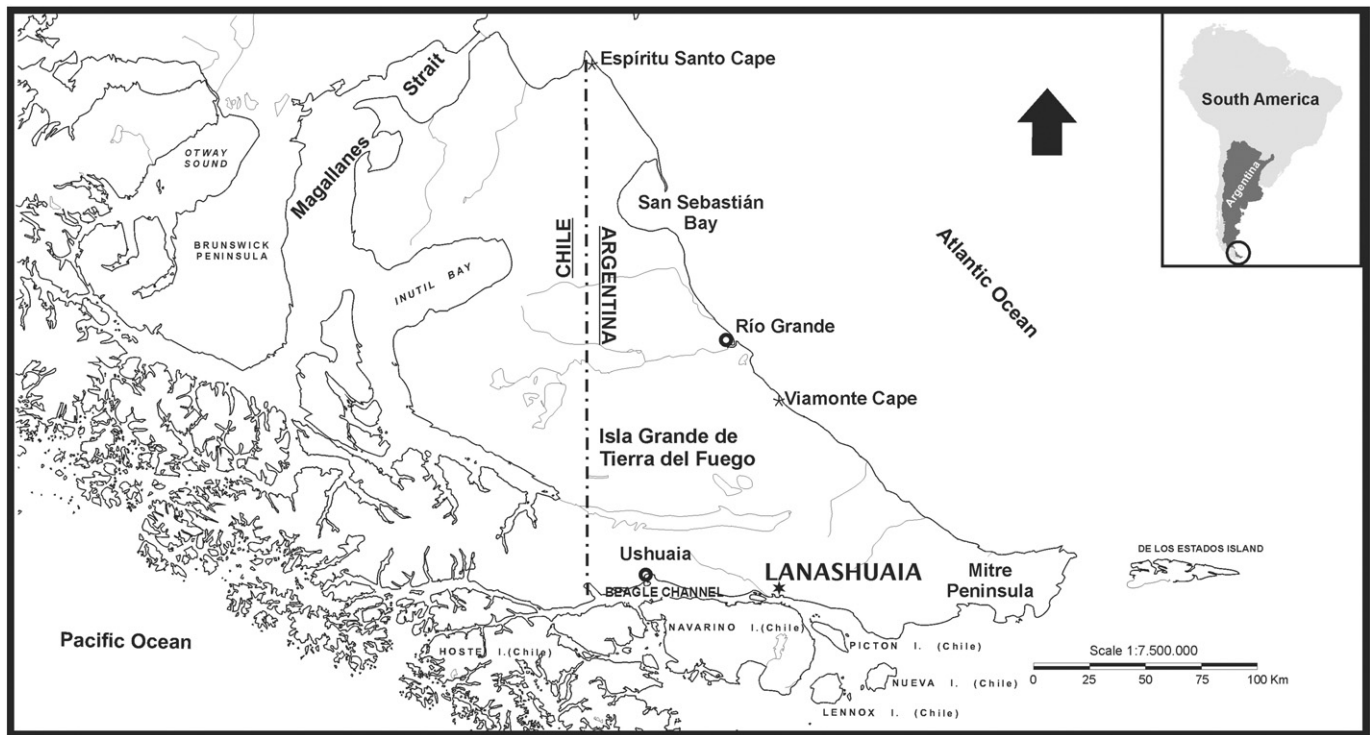 Espíritu Santo Cape
Strait
Magallanes
OTWAY
SOUND
BRUNSWICK
PENINSULA
INUTIL BAY
CHILE
ARGENTINA
San Sebastián
Bay
Río Grande
Viamonte Cape
Atlantic Ocean
South America
Argentina
Isla Grande de
Tierra del Fuego
Ushuaia
BEAGLE CHANNEL
LANASHUAIA
Mitre
Peninsula
DE LOS ESTADOS ISLAND
Pacific Ocean
HOSTE I.(Chile)
NAVARINO I.(Chile)
PICTON I. (Chile)
NUEVA I. (Chile)
LENNOX I. (Chile)
Scale 1:7.500.000
0 25 50 75 100 Km